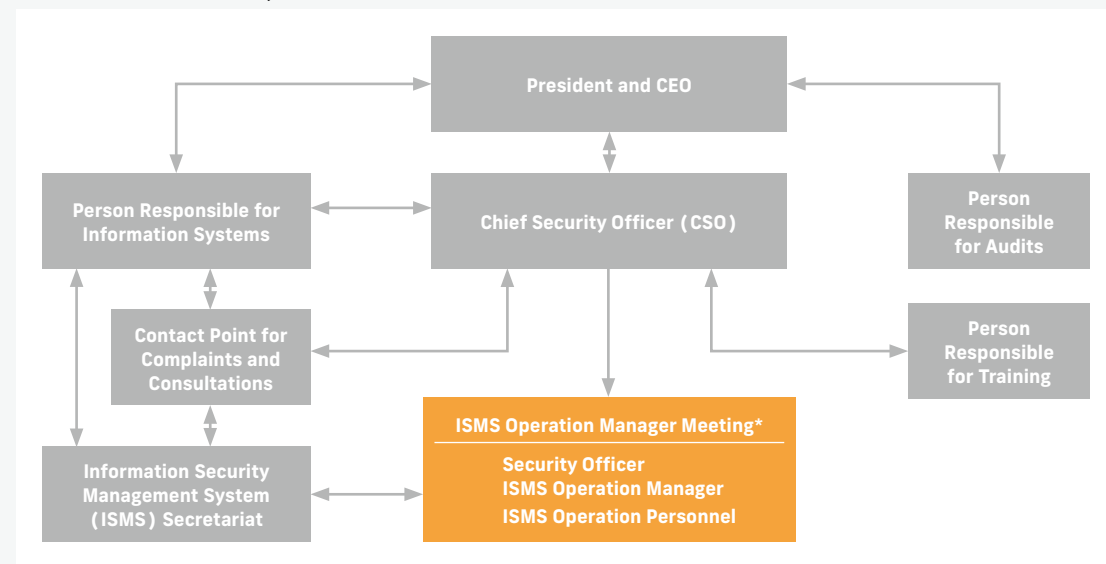 President and CEO
Person Responsible for
Information Systems
Chief Security Officer (CSO)
Person
Responsible
for Audits
Contact Point for
Complaints and
Consultations
Person
Responsible
for Training
ISMS Operation Manager Meeting*
Security Officer
ISMS Operation Manager
ISMS Operation Personnel
Information Security
Management System
(ISMS) Secretariat